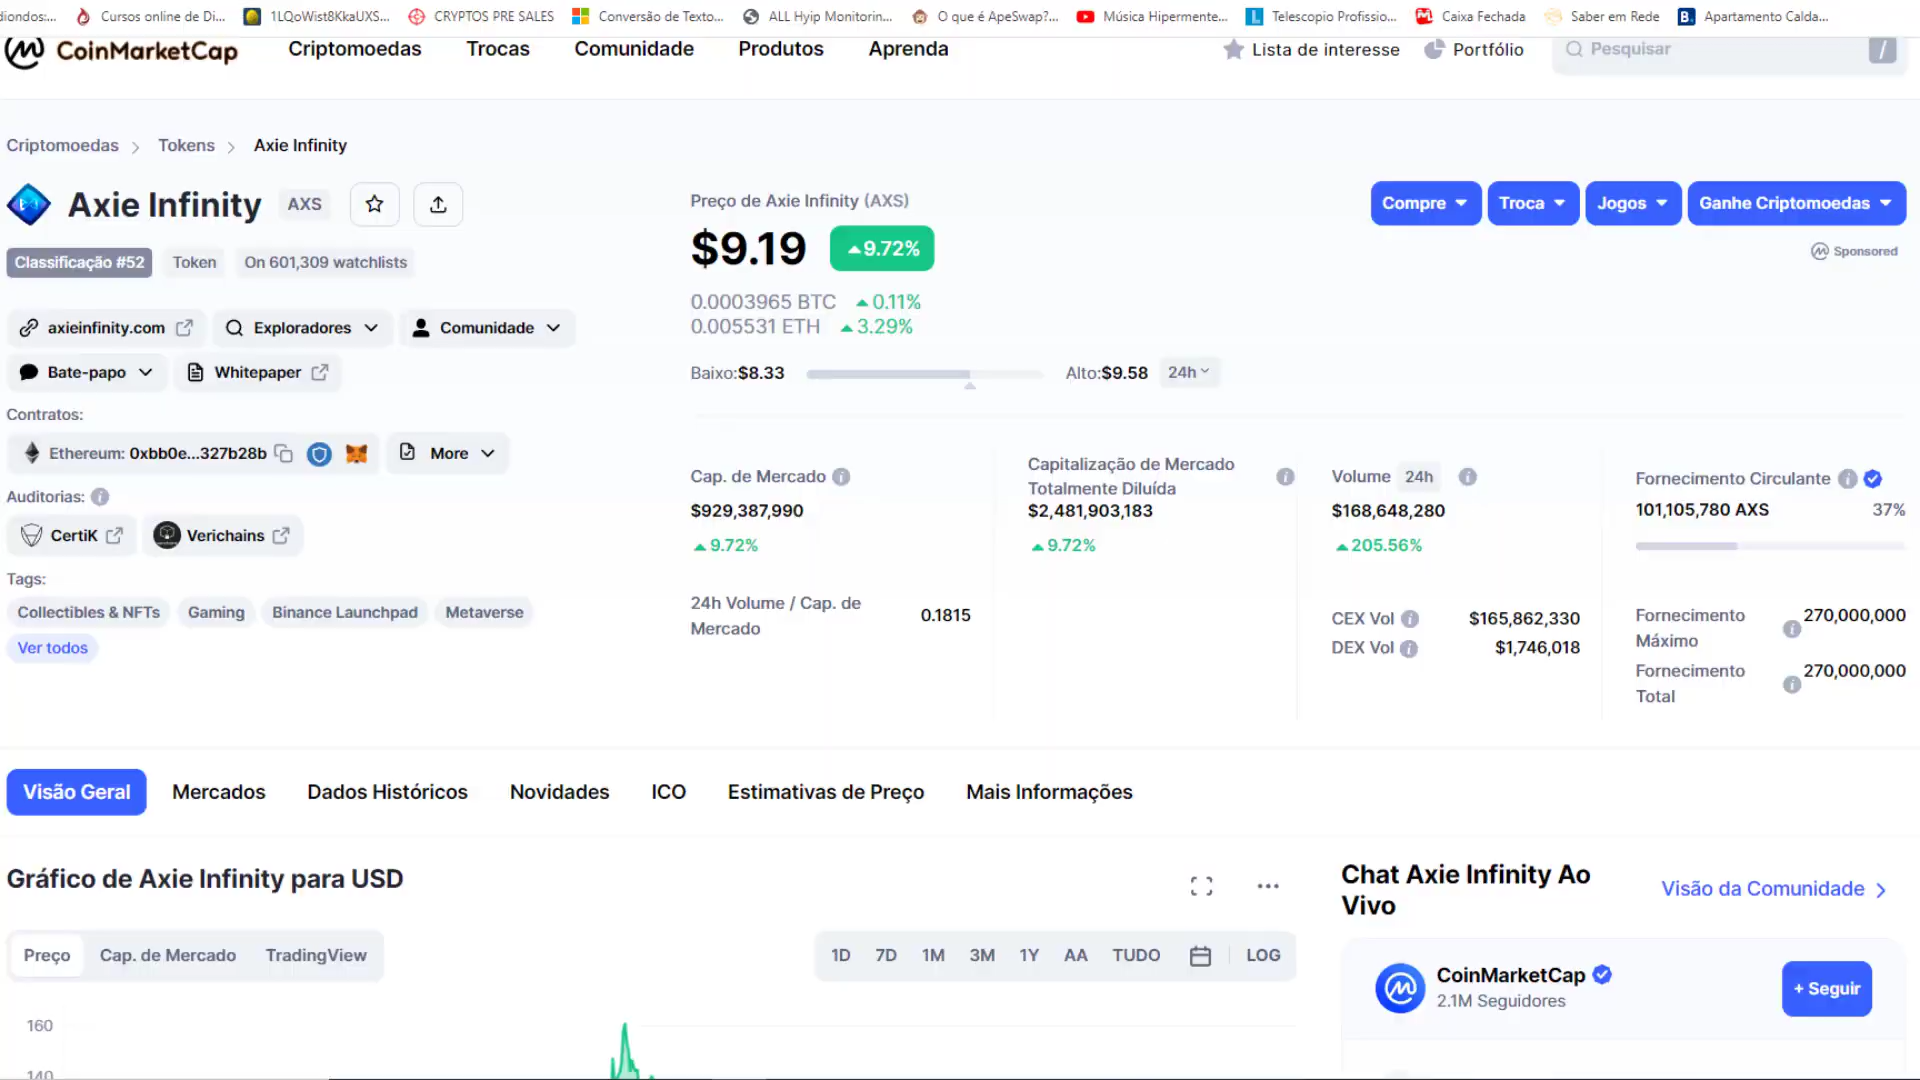 diondos:...
Cursos online de Di...
1LQoWist8KkaUXS...
CRYPTOS PRE SALES
Conversão de Texto...
ALL Hyip Monitorin...
O que é ApeSwap?...
Música Hipermente...
Telescopio Profissio...
Caixa Fechada
Saber em Rede
B.
Apartamento Calda...
CoinMarketCap
Criptomoedas
Trocas
Comunidade
Produtos
Aprenda
Lista de interesse
Portfólio
Pesquisar
/
Criptomoedas > Tokens > Axie Infinity
Axie Infinity AXS
Classificação #52
Token
On 601,309 watchlists
axieinfinity.com
Exploradores
Comunidade
Bate-papo
Whitepaper
Contratos:
Ethereum: 0xbb0e...327b28b
More
Auditorias:
CertiK
Verichains
Tags:
Collectibles & NFTs
Gaming
Binance Launchpad
Metaverse
Ver todos
Preço de Axie Infinity (AXS)
$9.19 9.72%
0.0003965 BTC 0.11%
0.005531 ETH 3.29%
Baixo:$8.33
Alto:$9.58
24h
Compre
Troca
Jogos
Ganhe Criptomoedas
Sponsored
Cap. de Mercado
$929,387,990
9.72%
24h Volume / Cap. de
Mercado
0.1815
Capitalização de Mercado
Totalmente Diluída
$2,481,903,183
9.72%
Volume 24h
$168,648,280
205.56%
CEX Vol $165,862,330
DEX Vol $1,746,018
Fornecimento Circulante
101,105,780 AXS 37%
Fornecimento
Máximo
270,000,000
Fornecimento
Total
270,000,000
Visão Geral
Mercados
Dados Históricos
Novidades
ICO
Estimativas de Preço
Mais Informações
Gráfico de Axie Infinity para USD
Preço
Cap. de Mercado
TradingView
1D
7D
1M
3M
1Y
AA
TUDO
LOG
160
140
Chat Axie Infinity Ao
Vivo
Visão da Comunidade
CoinMarketCap
2.1M Seguidores
+ Seguir